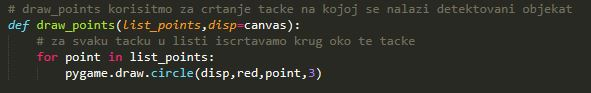 # draw_points korisitmo za crtanje tacke na kojoj se nalazi detektovani objekat
def draw_points(list_points,disp=canvas):
    # za svaku tacku u listi iscrtavamo krug oko te tacke
    for point in list_points:
        pygame.draw.circle(disp,red,point,3)